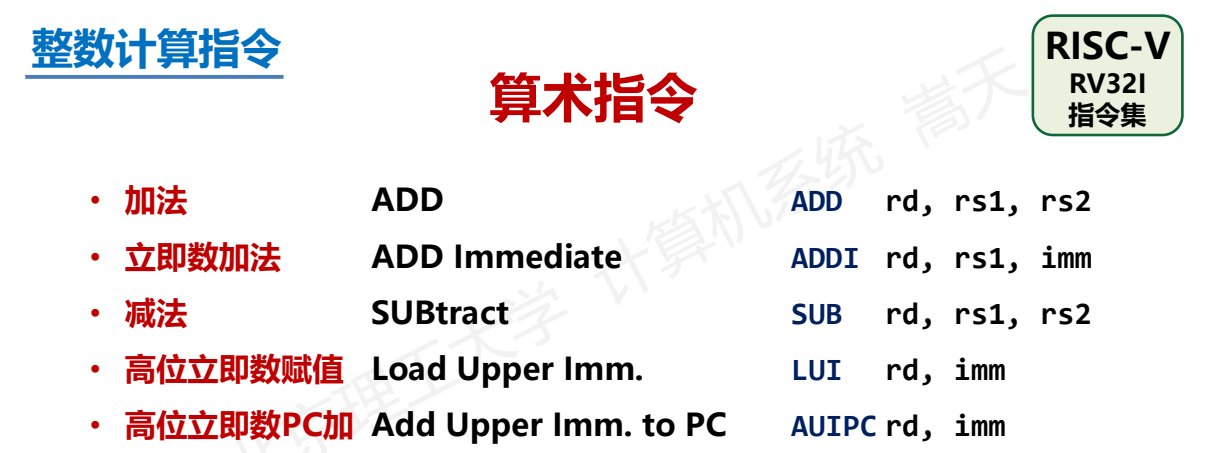 整数计算指令
RISC-V
RV32I
指令集
算术指令
• 加法 ADD ADD rd, rs1, rs2
• 立即数加法 ADD Immediate ADDI rd, rs1, imm
• 减法 SUBtract SUB rd, rs1, rs2
• 高位立即数赋值 Load Upper Imm. LUI rd, imm
• 高位立即数PC加 Add Upper Imm. to PC AUIPC rd, imm
京理工大学 计算机系统 嵩天